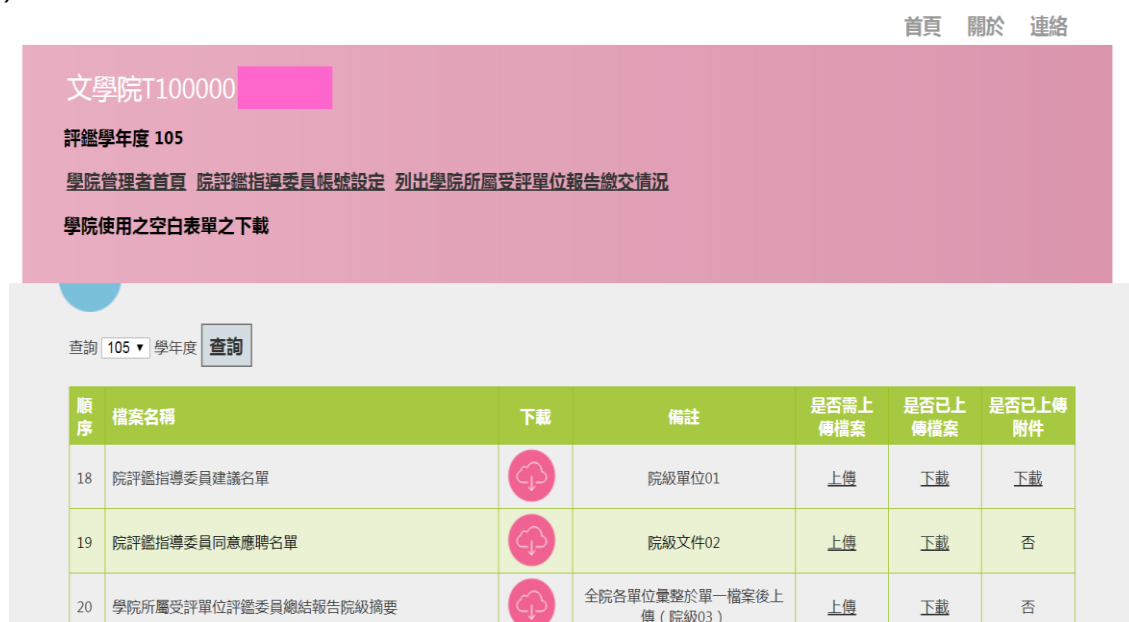 首頁 關於 連絡
文學院T100000
評鑑學年度 105
學院管理者首頁 院評鑑指導委員帳號設定 列出學院所屬受評單位報告繳交情況
學院使用之空白表單之下載
查詢 105 學年度 查詢
順序 檔案名稱 下載 備註 是否需上傳檔案 是否已上傳檔案 是否已上傳附件
18 院評鑑指導委員建議名單 院級單位01 上傳 下載 下載
19 院評鑑指導委員同意應聘名單 院級文件02 上傳 下載 否
20 學院所屬受評單位評鑑委員總結報告院級摘要 全院各單位彙整於單一檔案後上傳(院級03) 上傳 下載 否